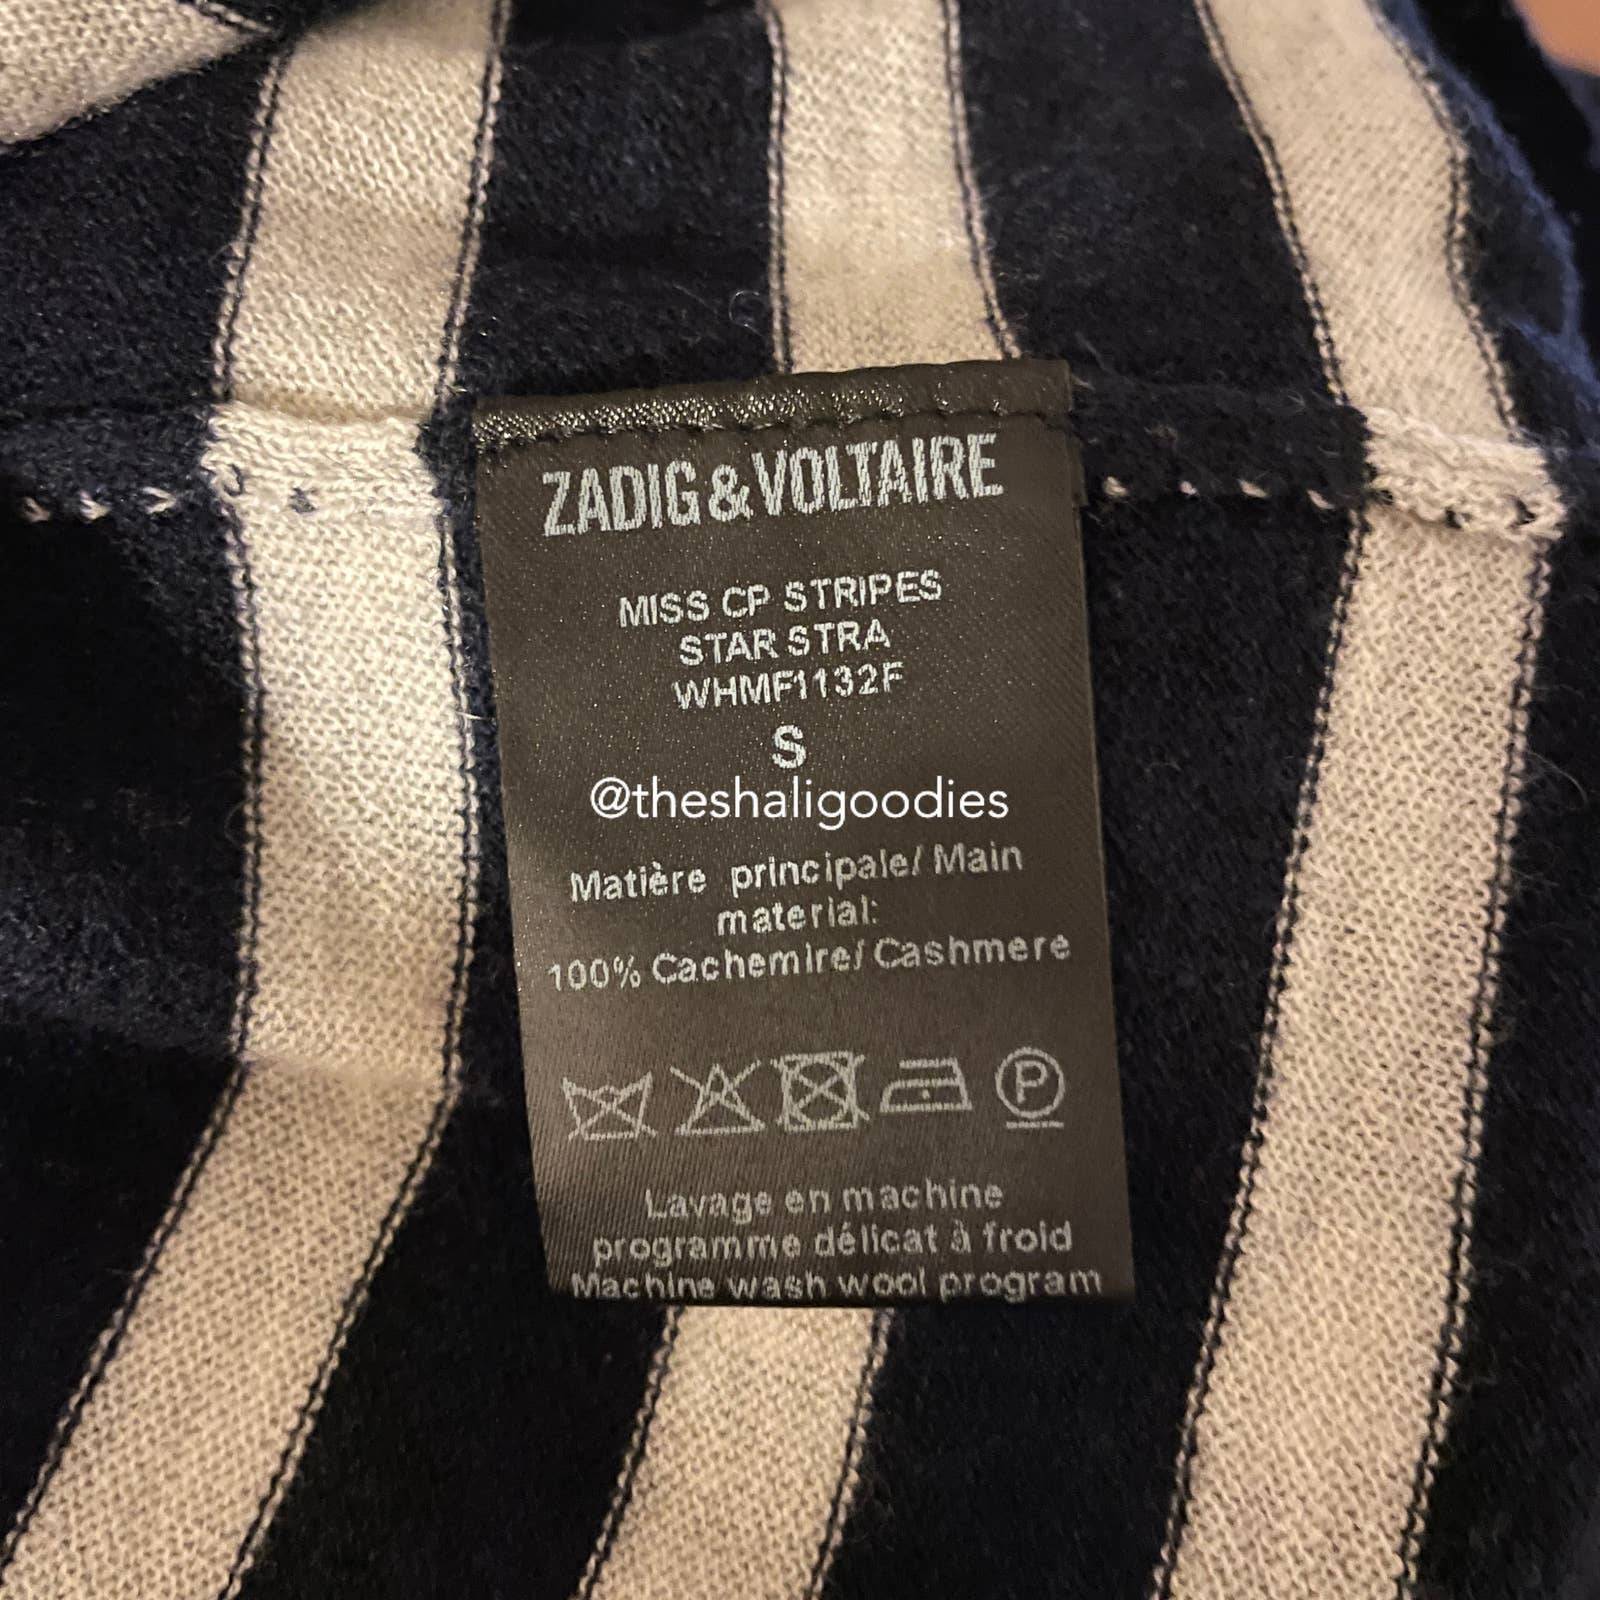 ZADIG&VOLTAIRE
MISS CP STRIPES
STAR STRA
WHMF1132F
S
@theshaligoodies
Matière principale/ Main
material:
100% Cachemire/ Cashmere
P
Lavage en machine
programme délicat à froid
Machine wash wool program